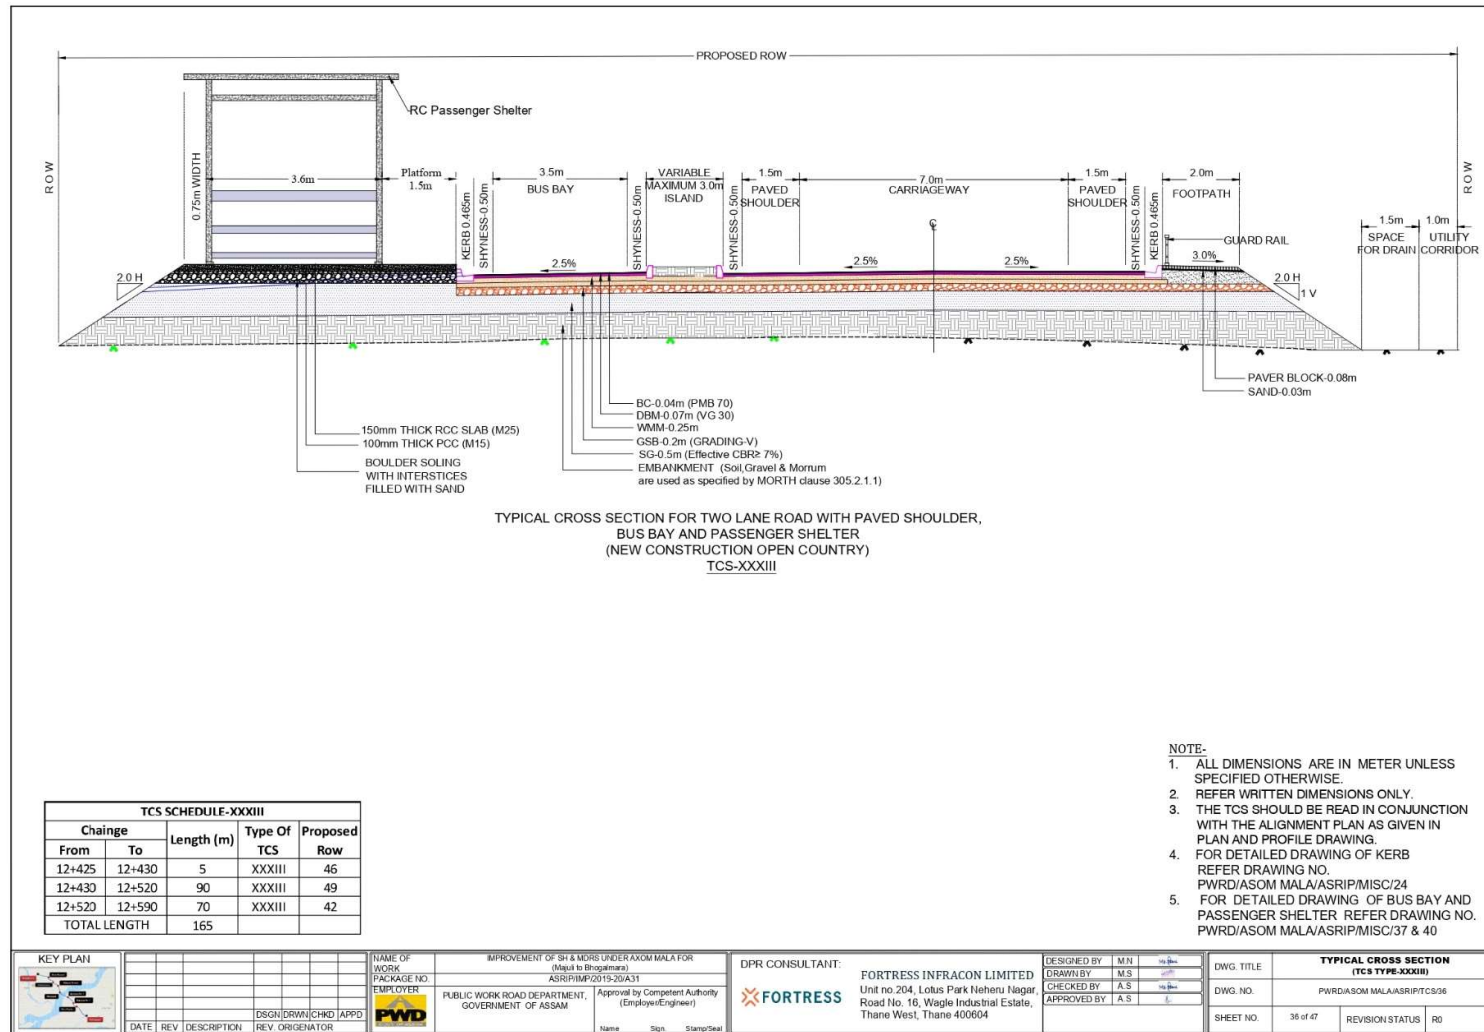 PROPOSED ROW
RC Passenger Shelter
ROW
ROW
0.75m WIDTH
3.6m
Platform
1.5m
KERB 0.465m
SHYNESS-0.50m
3.5m
BUS BAY
SHYNESS-0.50m
VARIABLE
MAXIMUM 3.0m
ISLAND
SHYNESS-0.50m
1.5m
PAVED
SHOULDER
7.0m
CARRIAGEWAY
1.5m
PAVED
SHOULDER
SHYNESS-0.50m
KERB 0.465m
2.0m
FOOTPATH
GUARD RAIL
1.5m
SPACE
FOR DRAIN
1.0m
UTILITY
CORRIDOR
2.0 H
2.5%
2.5%
2.5%
3.0%
2.0 H
1 V
PAVER BLOCK-0.08m
SAND-0.03m
BC-0.04m (PMB 70)
DBM-0.07m (VG 30)
WMM-0.25m
GSB-0.2m (GRADING-V)
SG-0.5m (Effective CBR≥ 7%)
EMBANKMENT (Soil,Gravel & Morrum
are used as specified by MORTH clause 305.2.1.1)
150mm THICK RCC SLAB (M25)
100mm THICK PCC (M15)
BOULDER SOLING
WITH INTERSTICES
FILLED WITH SAND
TYPICAL CROSS SECTION FOR TWO LANE ROAD WITH PAVED SHOULDER,
BUS BAY AND PASSENGER SHELTER
(NEW CONSTRUCTION OPEN COUNTRY)
TCS-XXXIII
NOTE-
1. ALL DIMENSIONS ARE IN METER UNLESS
SPECIFIED OTHERWISE.
2. REFER WRITTEN DIMENSIONS ONLY.
3. THE TCS SHOULD BE READ IN CONJUNCTION
WITH THE ALIGNMENT PLAN AS GIVEN IN
PLAN AND PROFILE DRAWING.
4. FOR DETAILED DRAWING OF KERB
REFER DRAWING NO.
PWRD/ASOM MALA/ASRIP/MISC/24
5. FOR DETAILED DRAWING OF BUS BAY AND
PASSENGER SHELTER REFER DRAWING NO.
PWRD/ASOM MALA/ASRIP/MISC/37 & 40
TCS SCHEDULE-XXXIII
Chainge Length (m) Type Of TCS Proposed Row
From To
12+425 12+430 5 XXXIII 46
12+430 12+520 90 XXXIII 49
12+520 12+590 70 XXXIII 42
TOTAL LENGTH 165
KEY PLAN
DSGN DRWN CHKD APPD
DATE REV DESCRIPTION REV. ORIGENATOR
NAME OF WORK
IMPROVEMENT OF SH & MDRS UNDER AXOM MALA FOR
(Majuli to Bhogaimara)
PACKAGE NO. ASRIP/IMP/2019-20/A31
EMPLOYER
PWD
PUBLIC WORK ROAD DEPARTMENT,
GOVERNMENT OF ASSAM
Approval by Competent Authority
(Employer/Engineer)
Name Sign. Stamp/Seal
DPR CONSULTANT:
FORTRESS
FORTRESS INFRACON LIMITED
Unit no.204, Lotus Park Neheru Nagar,
Road No. 16, Wagle Industrial Estate,
Thane West, Thane 400604
DESIGNED BY M.N
DRAWN BY M.S
CHECKED BY A.S
APPROVED BY A.S
DWG. TITLE TYPICAL CROSS SECTION
(TCS TYPE-XXXIII)
DWG. NO. PWRD/ASOM MALA/ASRIP/TCS/36
SHEET NO. 36 of 47 REVISION STATUS R0